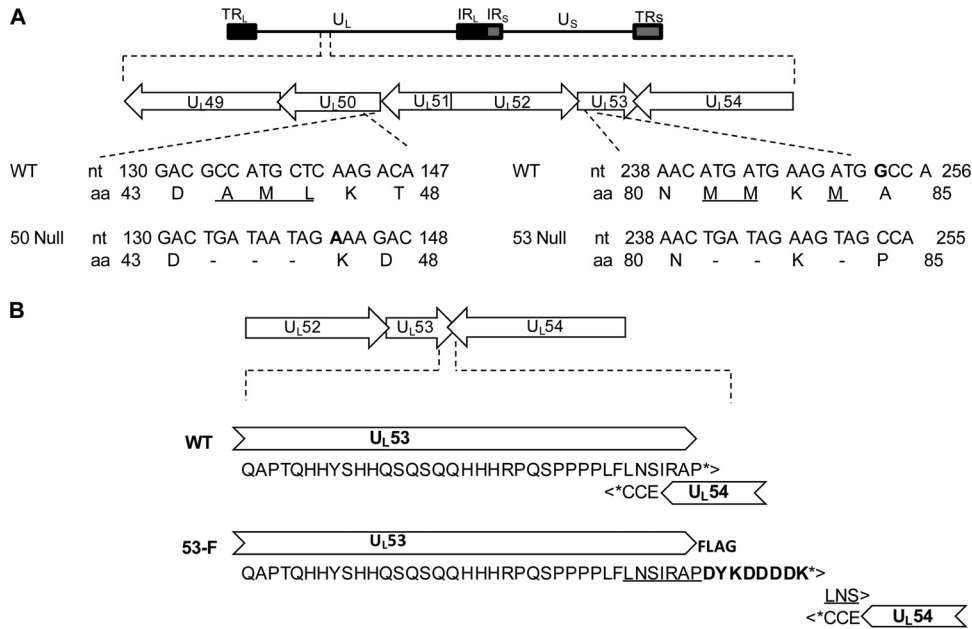 A
TRL UL IRL IRS US TRS
UL49 UL50 UL51 UL52 UL53 UL54
WT nt 130 GAC GCC ATG CTC AAG ACA 147 WT nt 238 AAC ATG ATG AAG ATG GCC A 256
aa 43 D A M L K T 48 aa 80 N M M K M A 85
50 Null nt 130 GAC TGA TAA TAG AAA GAC 148 53 Null nt 238 AAC TGA TAG AAG TAG CCA 255
aa 43 D - - - K D 48 aa 80 N - - K - P 85
B
UL52 UL53 UL54
WT UL53
QAPTQHHYSHHQSQSQQHHHRPQSPPPPLFLNSIRAP*>
<*CCE UL54
53-F UL53 FLAG
QAPTQHHYSHHQSQSQQHHHRPQSPPPPLFLNSIRAPDYKDDDDK*>
LNS>
<*CCE UL54